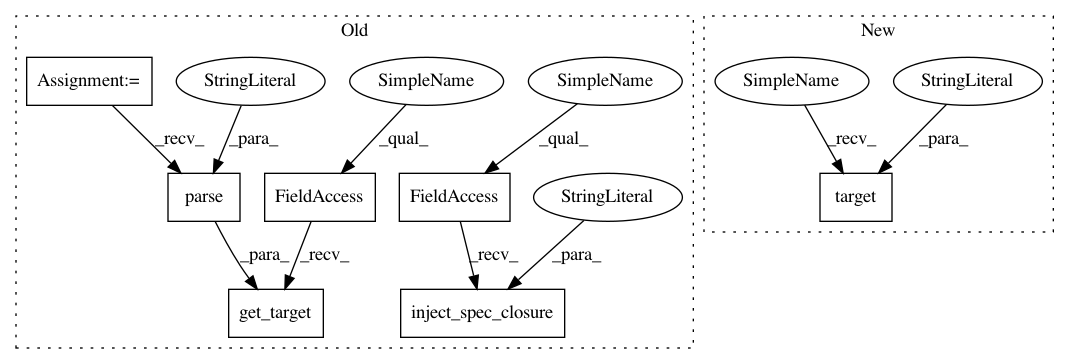 Old
New
Assignment:=
StringLiteral
SimpleName
SimpleName
SimpleName
StringLiteral
_recv_
_para_
_qual_
_qual_
_recv_
_para_
parse
FieldAccess
FieldAccess
StringLiteral
target
_para_
_recv_
_recv_
_para_
get_target
inject_spec_closure